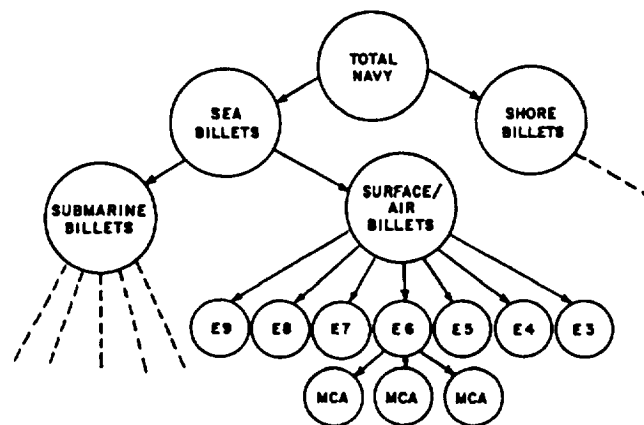 TOTAL
NAVY
SEA
BILLETS
SHORE
BILLETS
SUBMARINE
BILLETS
SURFACE/
AIR
BILLETS
E9 E8 E7 E6 E5 E4 E3
MCA MCA MCA